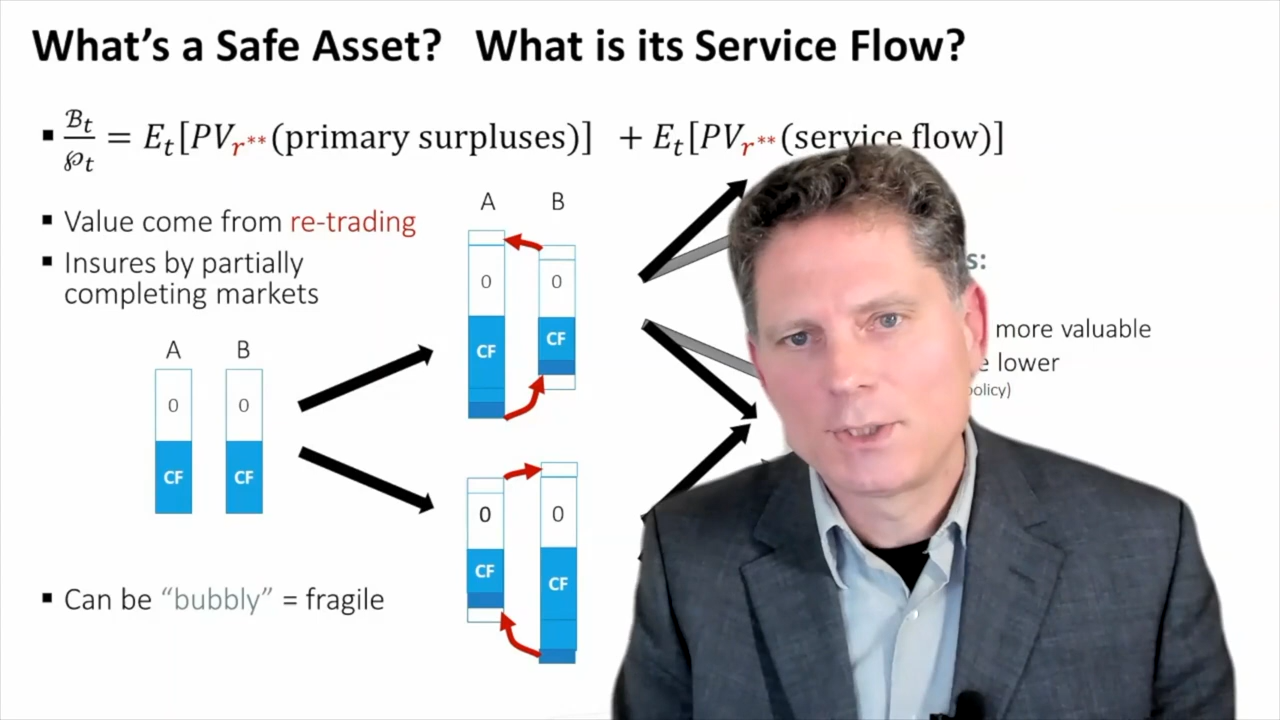 What's a Safe Asset? What is its Service Flow?
▪ ℬt/℘t = Et[PVr**(primary surpluses)] + Et[PVr**(service flow)]
▪ Value come from re-trading
▪ Insures by partially
completing markets
A B
0 0
CF CF
A B
0 0
CF CF
0 0
CF CF
s:
more valuable
lower
policy)
▪ Can be “bubbly” = fragile